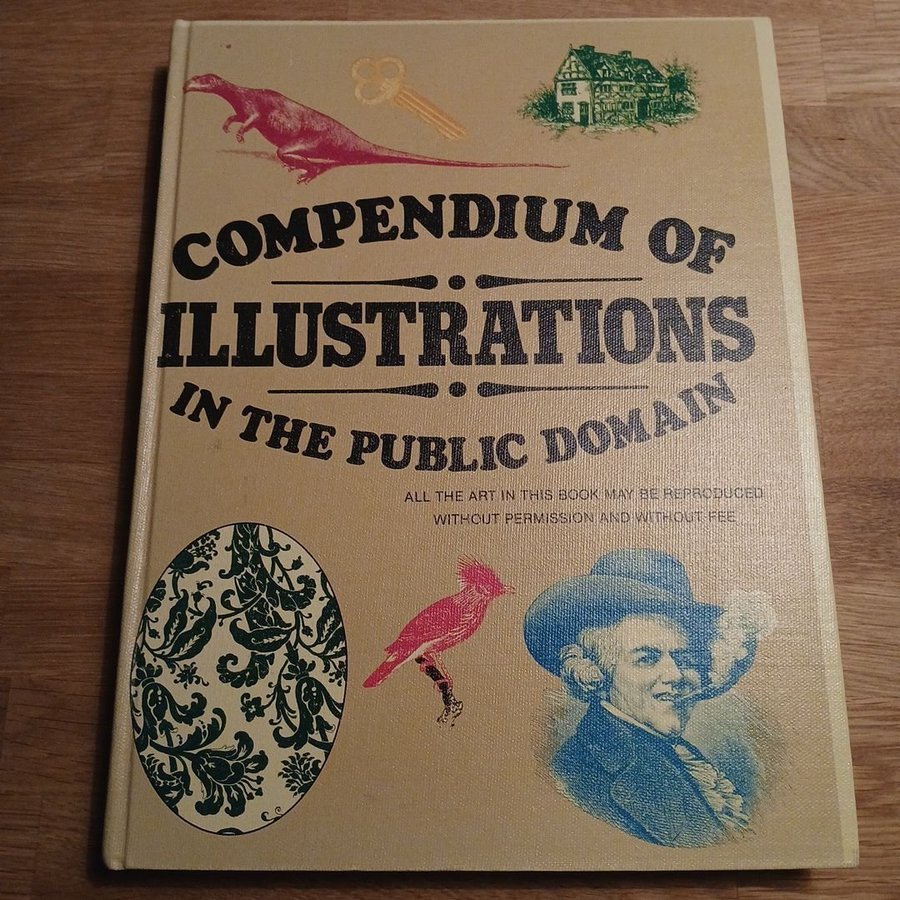 COMPENDIUM OF
ILLUSTRATIONS
IN THE PUBLIC DOMAIN
ALL THE ART IN THIS BOOK MAY BE REPRODUCED
WITHOUT PERMISSION AND WITHOUT FEE